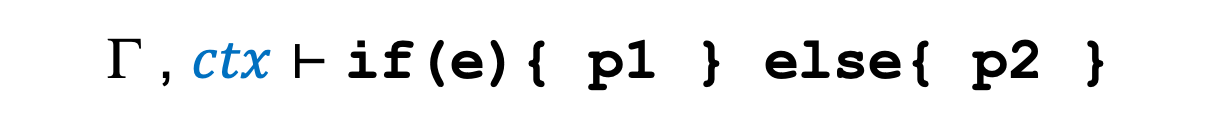 Γ , ctx ⊢ if(e){ p1 } else{ p2 }